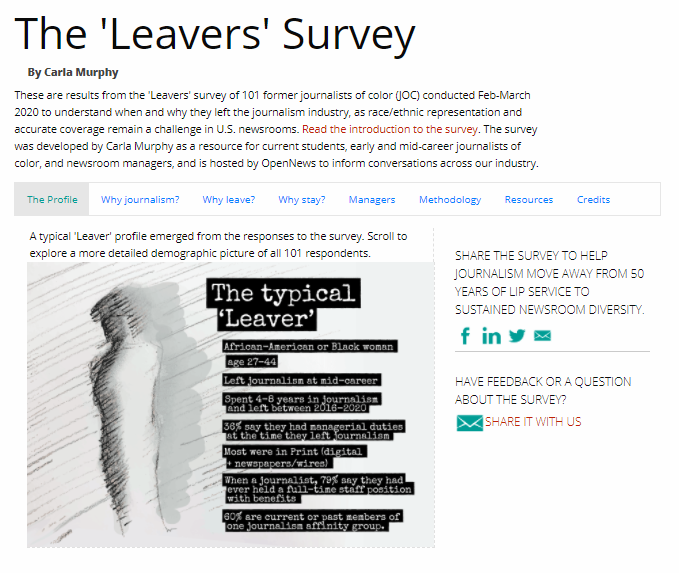 The 'Leavers' Survey
By Carla Murphy
These are results from the 'Leavers' survey of 101 former journalists of color (JOC) conducted Feb-March
2020 to understand when and why they left the journalism industry, as race/ethnic representation and
accurate coverage remain a challenge in U.S. newsrooms. Read the introduction to the survey. The survey
was developed by Carla Murphy as a resource for current students, early and mid-career journalists of
color, and newsroom managers, and is hosted by OpenNews to inform conversations across our industry.
The Profile Why journalism? Why leave? Why stay? Managers Methodology Resources Credits
A typical 'Leaver' profile emerged from the responses to the survey. Scroll to
explore a more detailed demographic picture of all 101 respondents.
The typical
'Leaver'
African-American or Black woman
age 27-44
Left journalism at mid-career
Spent 4-8 years in journalism
and left between 2016-2020
36% say they had managerial duties
at the time they left journalism
Most were in Print (digital
+ newspapers/wires)
When a journalist, 79% say they had
ever held a full-time staff position
with benefits
60% are current or past members of
one journalism affinity group.
SHARE THE SURVEY TO HELP
JOURNALISM MOVE AWAY FROM 50
YEARS OF LIP SERVICE TO
SUSTAINED NEWSROOM DIVERSITY.
HAVE FEEDBACK OR A QUESTION
ABOUT THE SURVEY?
SHARE IT WITH US